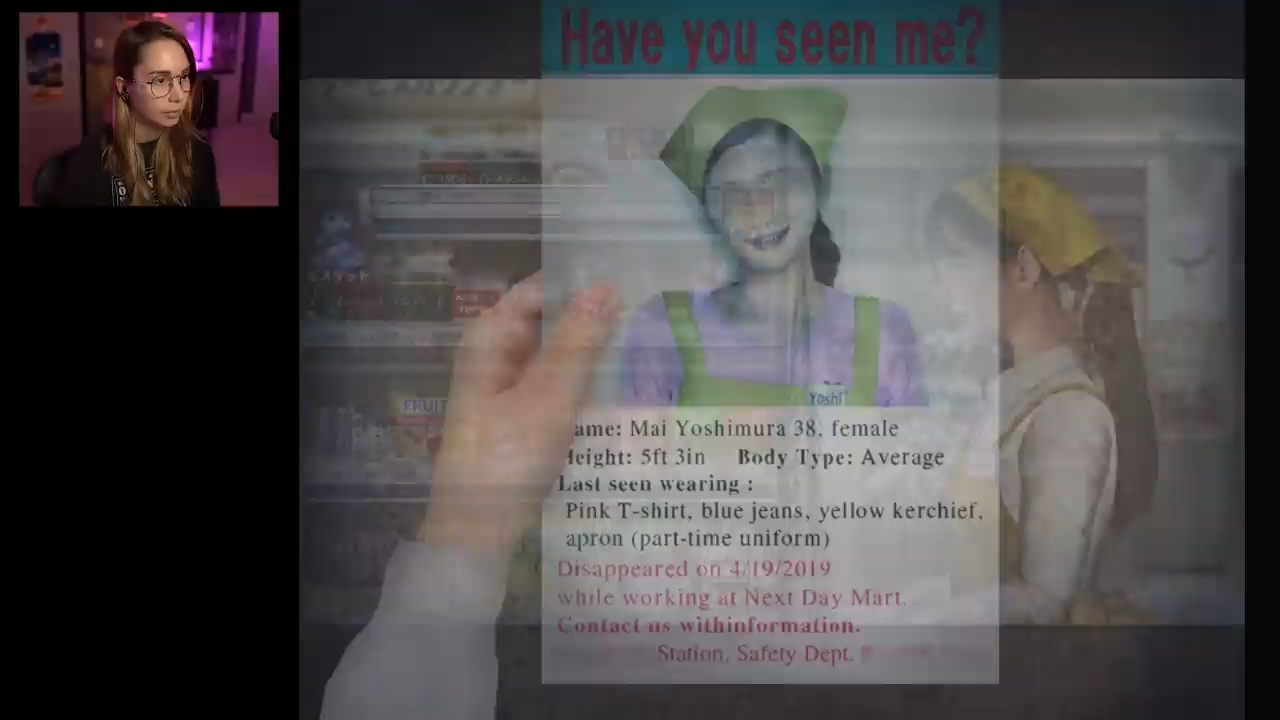 Have you seen me?
Yoshi
ame: Mai Yoshimura 38, female
Height: 5ft 3in Body Type: Average
Last seen wearing :
Pink T-shirt, blue jeans, yellow kerchief,
apron (part-time uniform)
Disappeared on 4/19/2019
while working at Next Day Mart.
Contact us withinformation.
Station, Safety Dept.
FRUIT